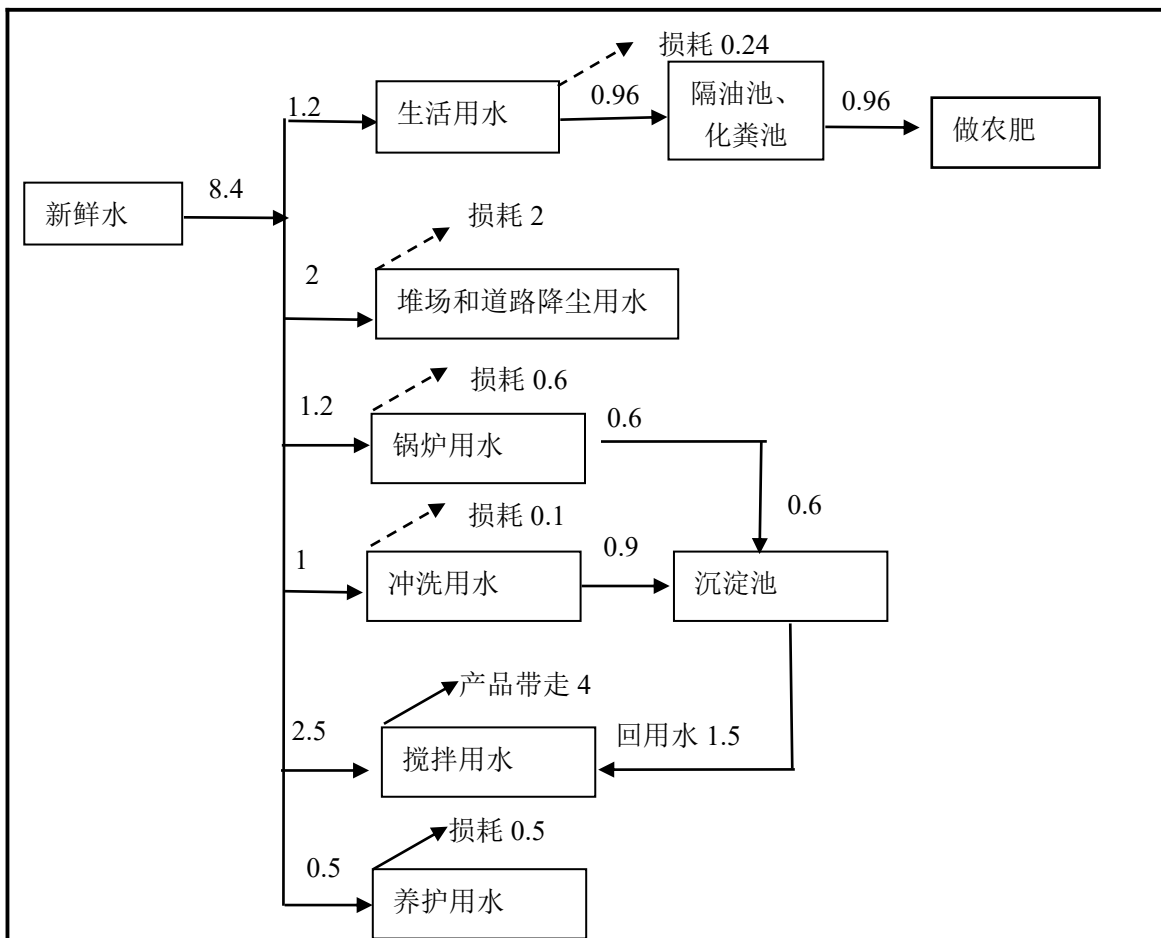 损耗 0.24
1.2
生活用水
0.96
隔油池、
化粪池
0.96
做农肥
新鲜水
8.4
损耗 2
2
堆场和道路降尘用水
损耗 0.6
1.2
锅炉用水
0.6
0.6
损耗 0.1
1
冲洗用水
0.9
沉淀池
产品带走 4
2.5
搅拌用水
回用水 1.5
损耗 0.5
0.5
养护用水